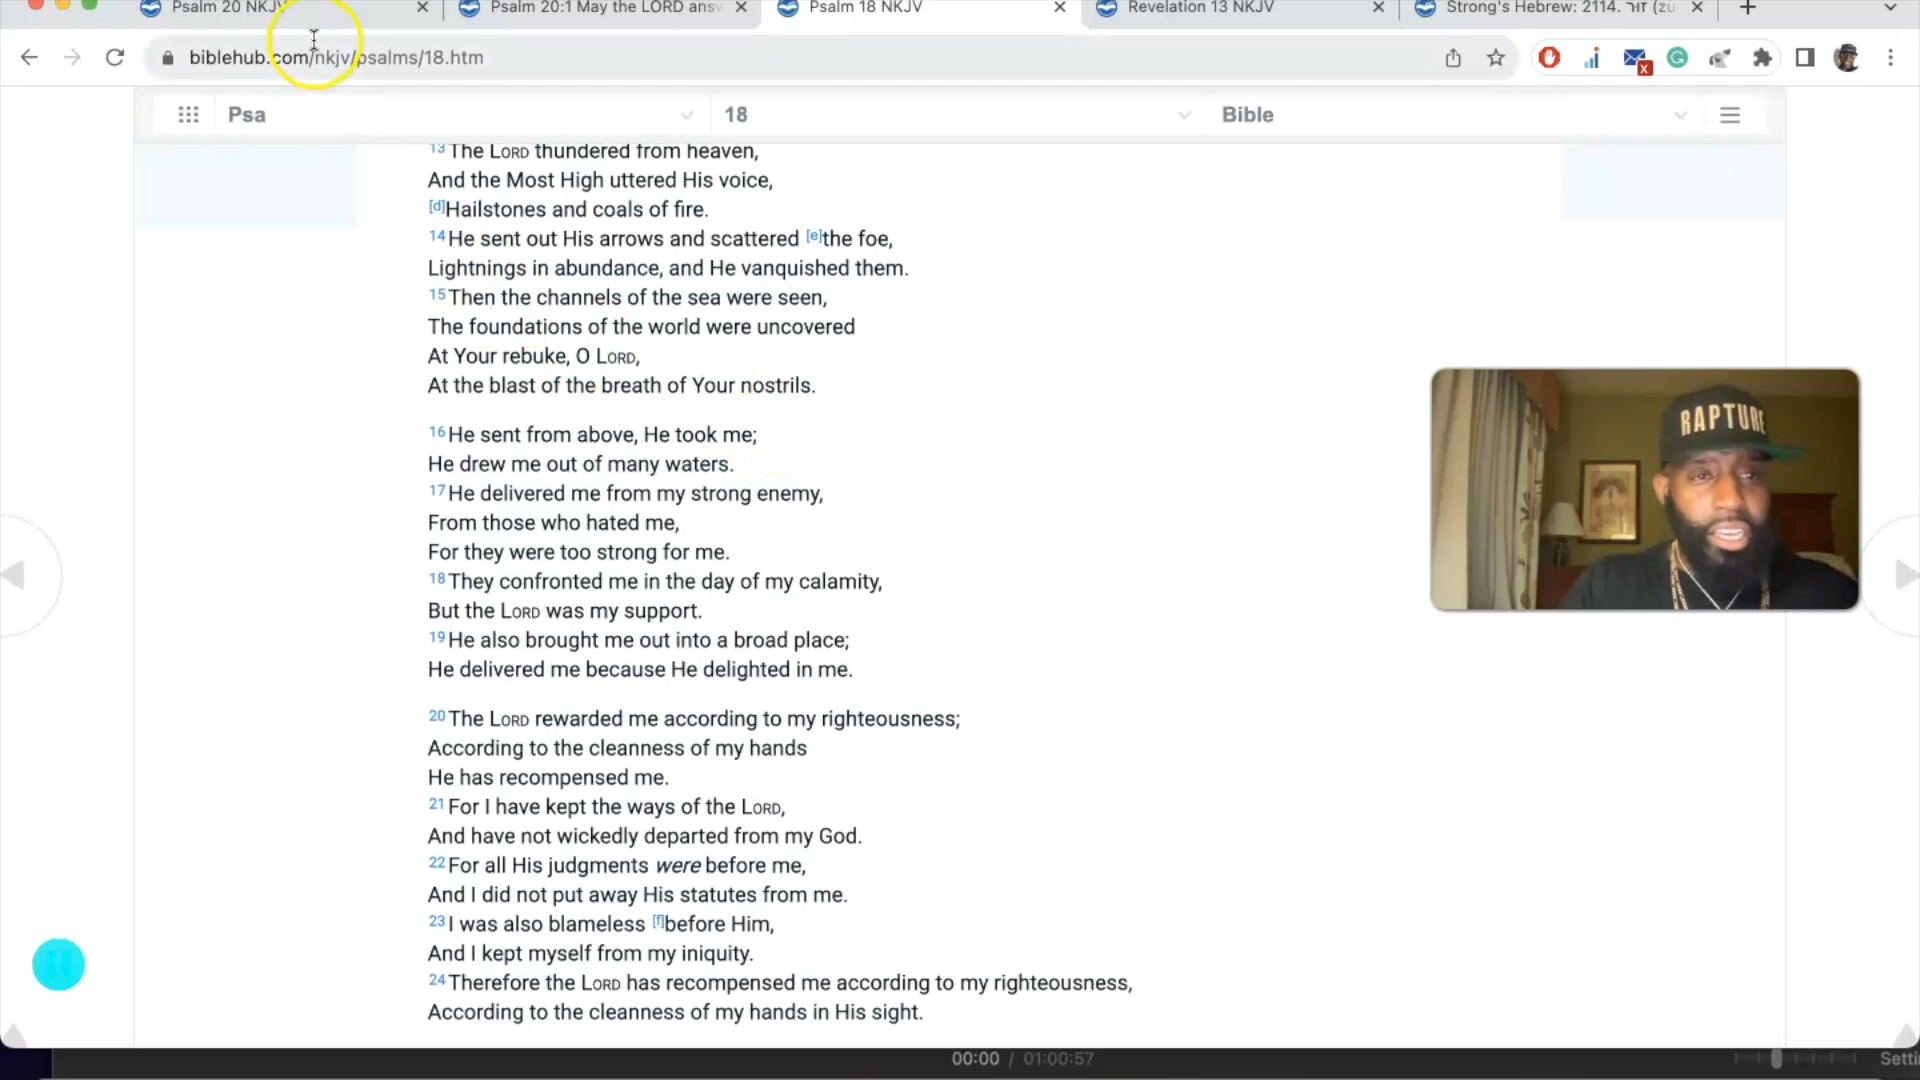 Psalm 20 NKJV
Psalm 20:1 May the LORD answ
Psalm 18 NKJV
Revelation 13 NKJV
Strong's Hebrew: 2114. זוּר (zu
biblehub.com/nkjv/psalms/18.htm
Psa
18
Bible
13 The LORD thundered from heaven,
And the Most High uttered His voice,
[d]Hailstones and coals of fire.
14 He sent out His arrows and scattered [e]the foe,
Lightnings in abundance, and He vanquished them.
15 Then the channels of the sea were seen,
The foundations of the world were uncovered
At Your rebuke, O LORD,
At the blast of the breath of Your nostrils.
16 He sent from above, He took me;
He drew me out of many waters.
17 He delivered me from my strong enemy,
From those who hated me,
For they were too strong for me.
18 They confronted me in the day of my calamity,
But the LORD was my support.
19 He also brought me out into a broad place;
He delivered me because He delighted in me.
RAPTURE
20 The LORD rewarded me according to my righteousness;
According to the cleanness of my hands
He has recompensed me.
21 For I have kept the ways of the LORD,
And have not wickedly departed from my God.
22 For all His judgments were before me,
And I did not put away His statutes from me.
23 I was also blameless [f]before Him,
And I kept myself from my iniquity.
24 Therefore the LORD has recompensed me according to my righteousness,
According to the cleanness of my hands in His sight.
00:00 / 01:00:57
Setti